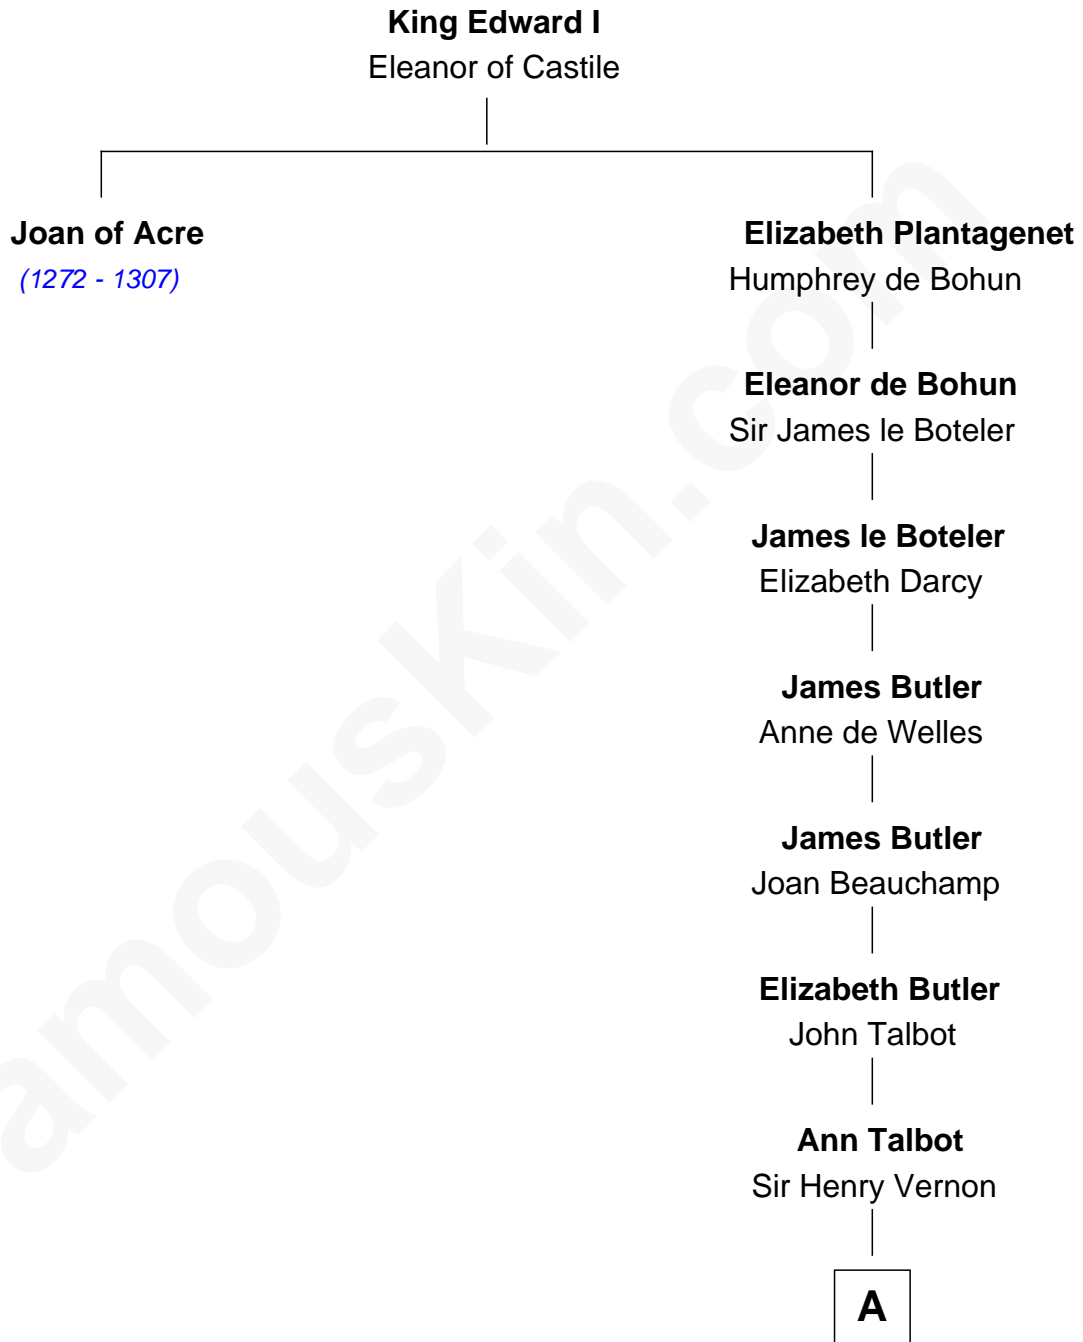 King Edward I
Eleanor of Castile
Joan of Acre
(1272 - 1307)
Elizabeth Plantagenet
Humphrey de Bohun
Eleanor de Bohun
Sir James le Boteler
James le Boteler
Elizabeth Darcy
James Butler
Anne de Welles
James Butler
Joan Beauchamp
Elizabeth Butler
John Talbot
Ann Talbot
Sir Henry Vernon
A
amousKin.com